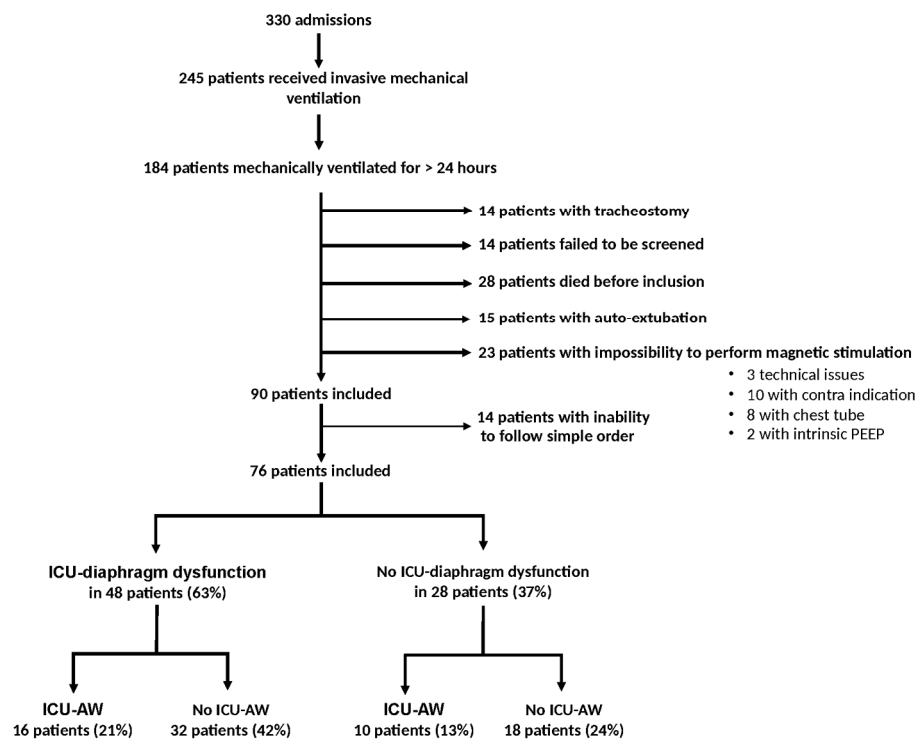 330 admissions
245 patients received invasive mechanical
ventilation
184 patients mechanically ventilated for > 24 hours
14 patients with tracheostomy
14 patients failed to be screened
28 patients died before inclusion
15 patients with auto-extubation
23 patients with impossibility to perform magnetic stimulation
• 3 technical issues
• 10 with contra indication
• 8 with chest tube
• 2 with intrinsic PEEP
90 patients included
14 patients with inability
to follow simple order
76 patients included
ICU-diaphragm dysfunction
in 48 patients (63%)
No ICU-diaphragm dysfunction
in 28 patients (37%)
ICU-AW
16 patients (21%)
No ICU-AW
32 patients (42%)
ICU-AW
10 patients (13%)
No ICU-AW
18 patients (24%)